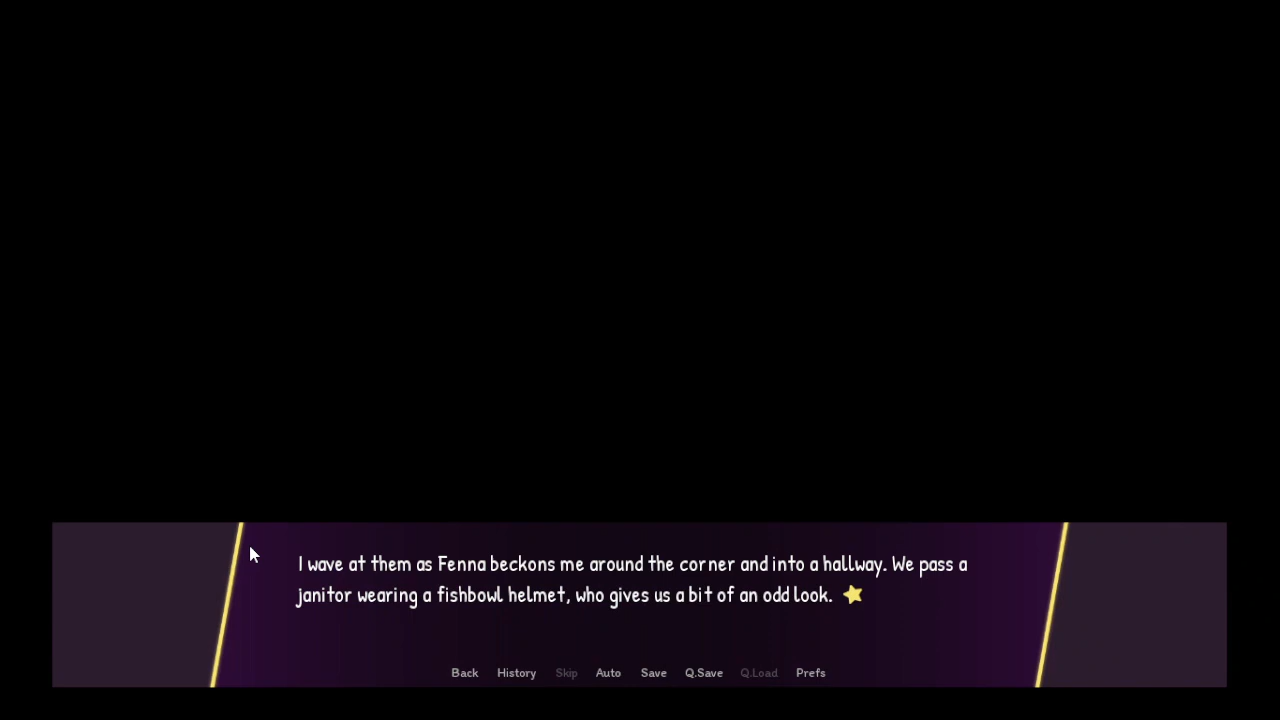 I wave at them as Fenna beckons me around the corner and into a hallway. We pass a
janitor wearing a fishbowl helmet, who gives us a bit of an odd look.
Back History Skip Auto Save Q.Save Q.Load Prefs